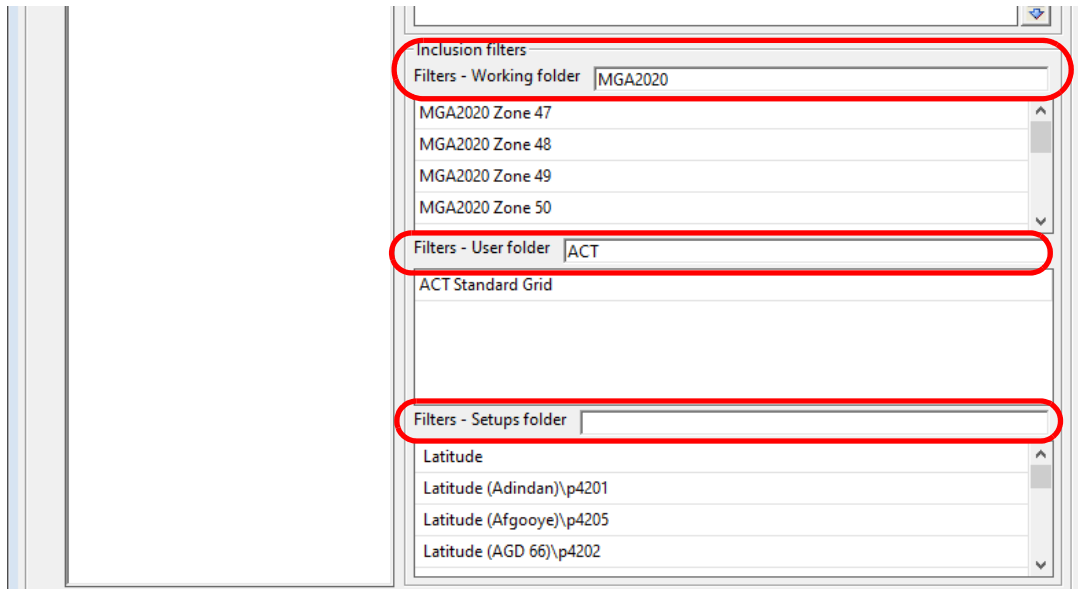 Inclusion filters
Filters - Working folder MGA2020
MGA2020 Zone 47
MGA2020 Zone 48
MGA2020 Zone 49
MGA2020 Zone 50
Filters - User folder ACT
ACT Standard Grid
Filters - Setups folder
Latitude
Latitude (Adindan)\p4201
Latitude (Afgooye)\p4205
Latitude (AGD 66)\p4202